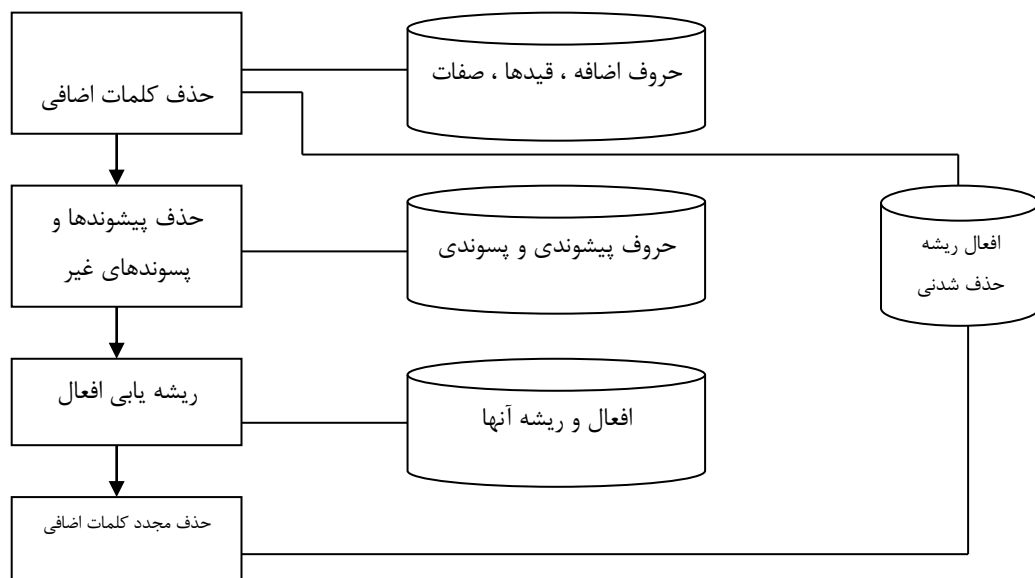 حذف کلمات اضافی
حروف اضافه ، قیدها ، صفات
حذف پیشوندها و
پسوندهای غیر
حروف پیشوندی و پسوندی
افعال ریشه
حذف شدنی
ریشه یابی افعال
افعال و ریشه آنها
حذف مجدد کلمات اضافی